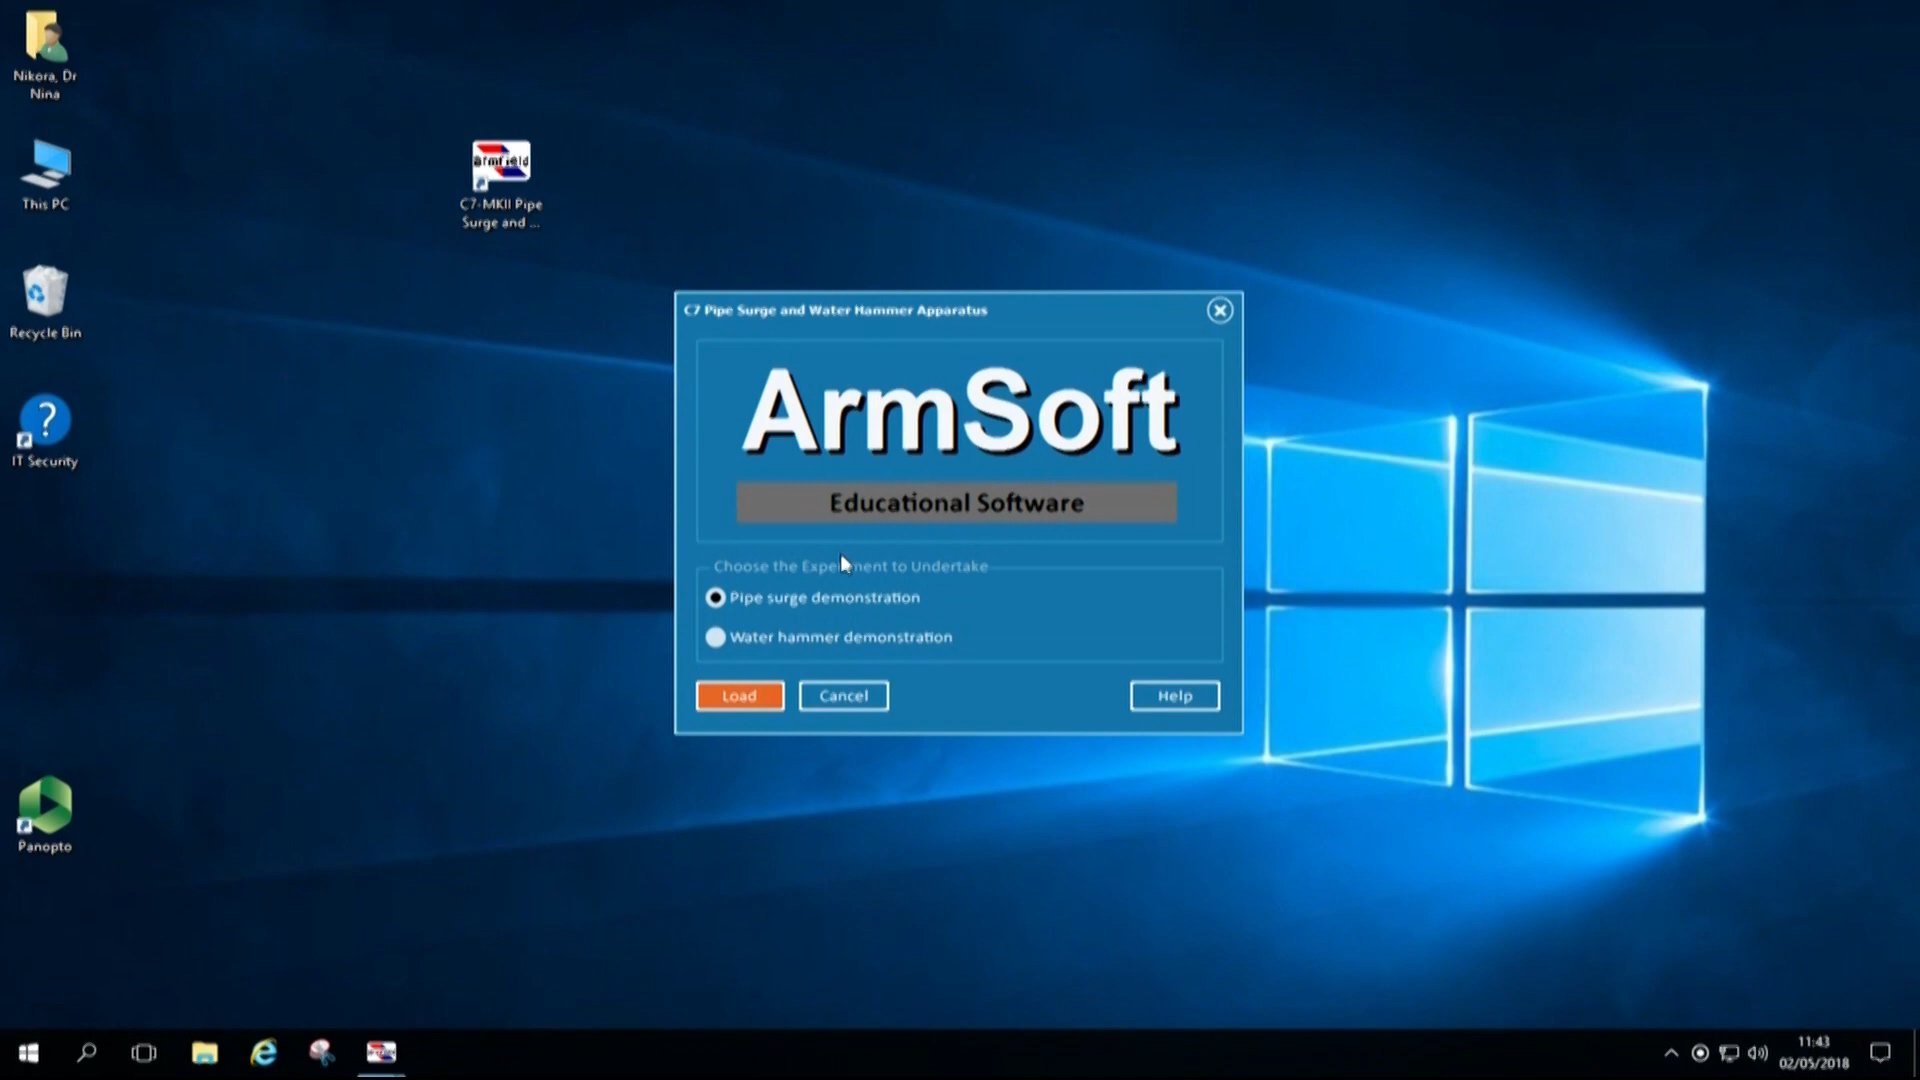 Nikora, Dr
Nina
This PC
Recycle Bin
IT Security
Panopto
armfield
C7-MKII Pipe
Surge and ...
C7 Pipe Surge and Water Hammer Apparatus
ArmSoft
Educational Software
Choose the Experiment to Undertake
Pipe surge demonstration
Water hammer demonstration
Load
Cancel
Help
11:43
02/05/2018